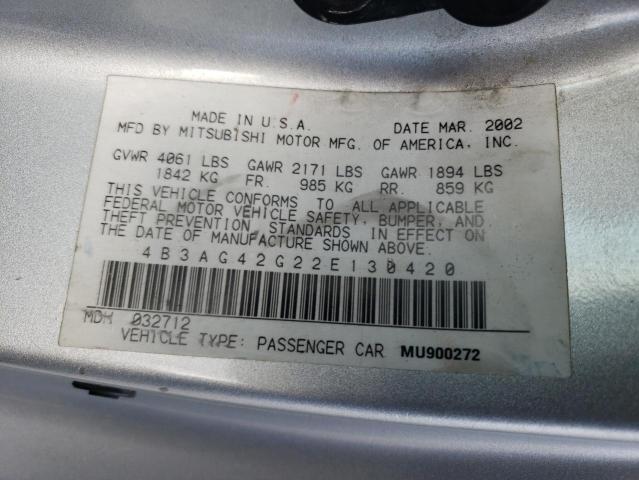 MADE IN U.S.A. DATE MAR. 2002
MFD BY MITSUBISHI MOTOR MFG. OF AMERICA, INC.
GVWR 4061 LBS GAWR 2171 LBS GAWR 1894 LBS
1842 KG FR. 985 KG RR. 859 KG
THIS VEHICLE CONFORMS TO ALL APPLICABLE
FEDERAL MOTOR VEHICLE SAFETY, BUMPER, AND
THEFT PREVENTION STANDARDS IN EFFECT ON
THE DATE OF MANUFACTURE SHOWN ABOVE.
4B3AG42G22E130420
MDH 032712
VEHICLE TYPE: PASSENGER CAR MU900272